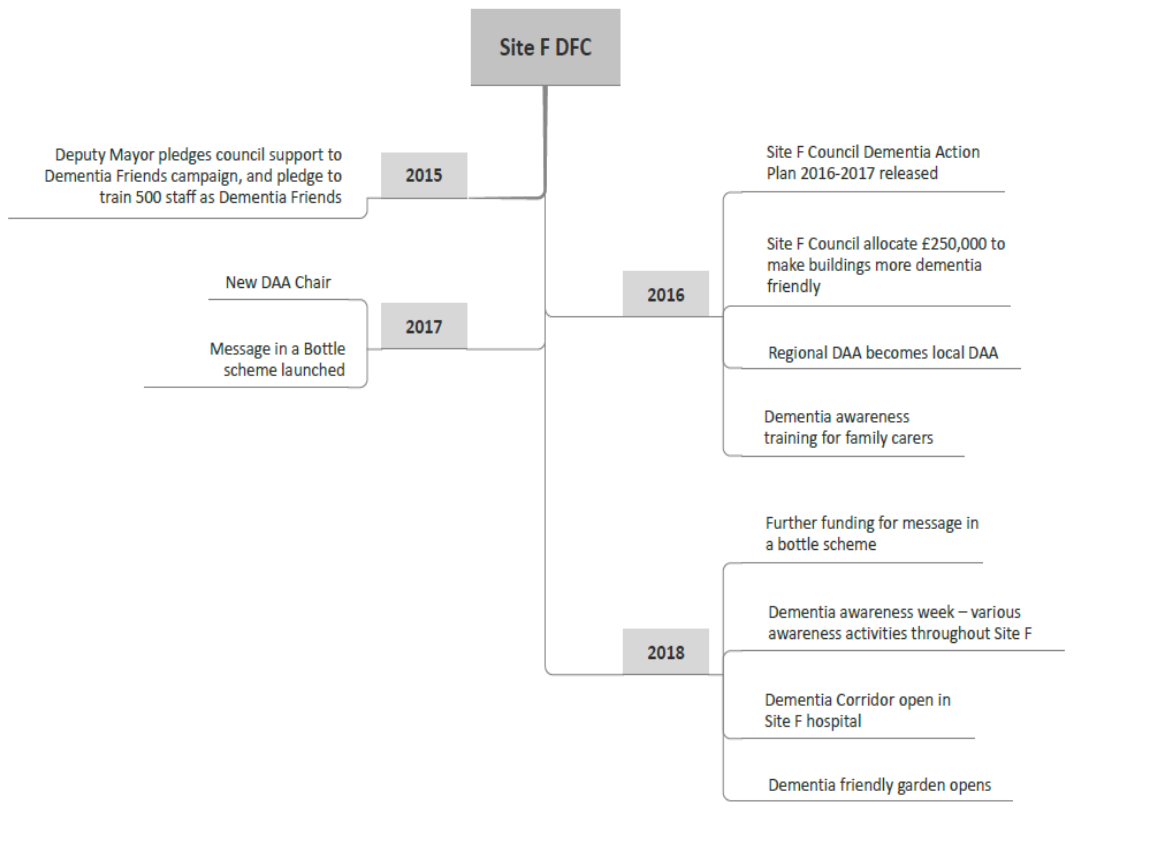 Site F DFC
2015
Deputy Mayor pledges council support to
Dementia Friends campaign, and pledge to
train 500 staff as Dementia Friends
2016
Site F Council Dementia Action
Plan 2016-2017 released
Site F Council allocate £250,000 to
make buildings more dementia
friendly
Regional DAA becomes local DAA
Dementia awareness
training for family carers
2017
New DAA Chair
Message in a Bottle
scheme launched
2018
Further funding for message in
a bottle scheme
Dementia awareness week – various
awareness activities throughout Site F
Dementia Corridor open in
Site F hospital
Dementia friendly garden opens